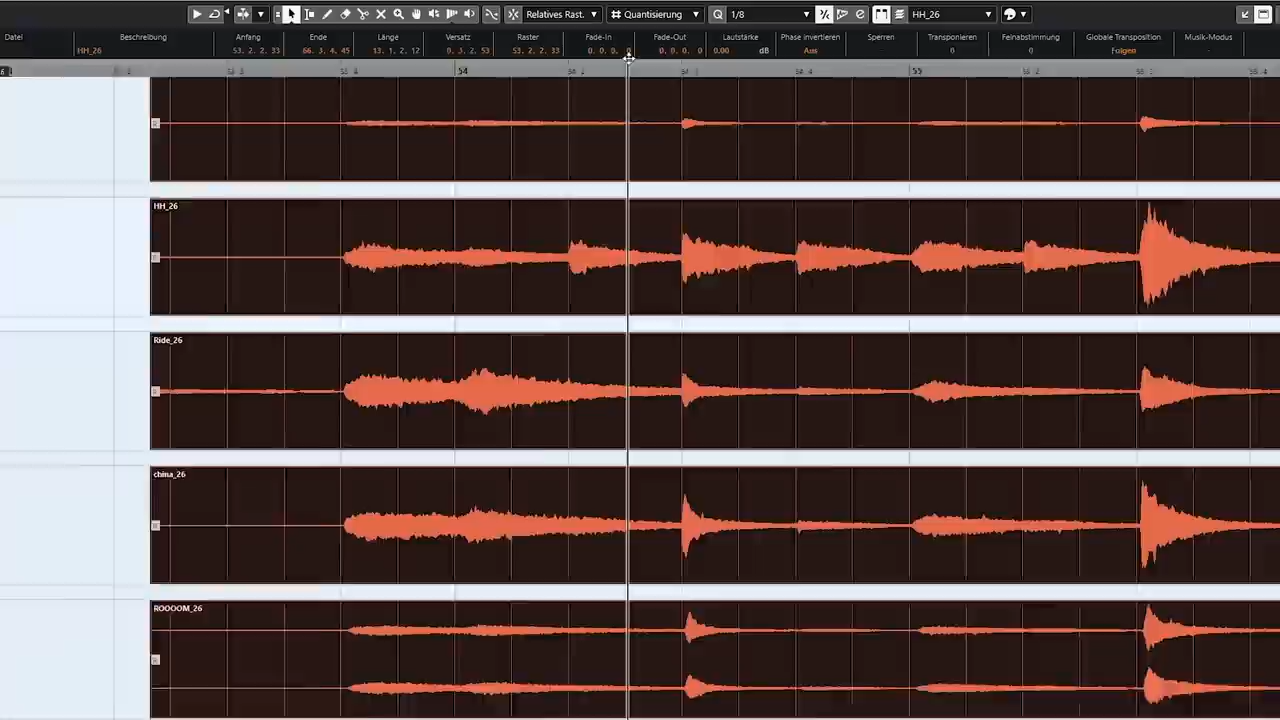 Relatives Rast. Quantisierung 1/8 HH_26
Datei Beschreibung Anfang Ende Länge Versatz Raster Fade-In Fade-Out Lautstärke Phase invertieren Sperren Transponieren Feinabstimmung Globale Transposition Musik-Modus
HH_26 53. 2. 2. 33 66. 3. 4. 45 13. 1. 2. 12 0. 3. 2. 53 53. 2. 2. 33 0. 0. 0. 0 0. 0. 0. 0 0.00 dB Aus 0 0 Folgen -
54 55
HH_26
Ride_26
china_26
ROOOOM_26